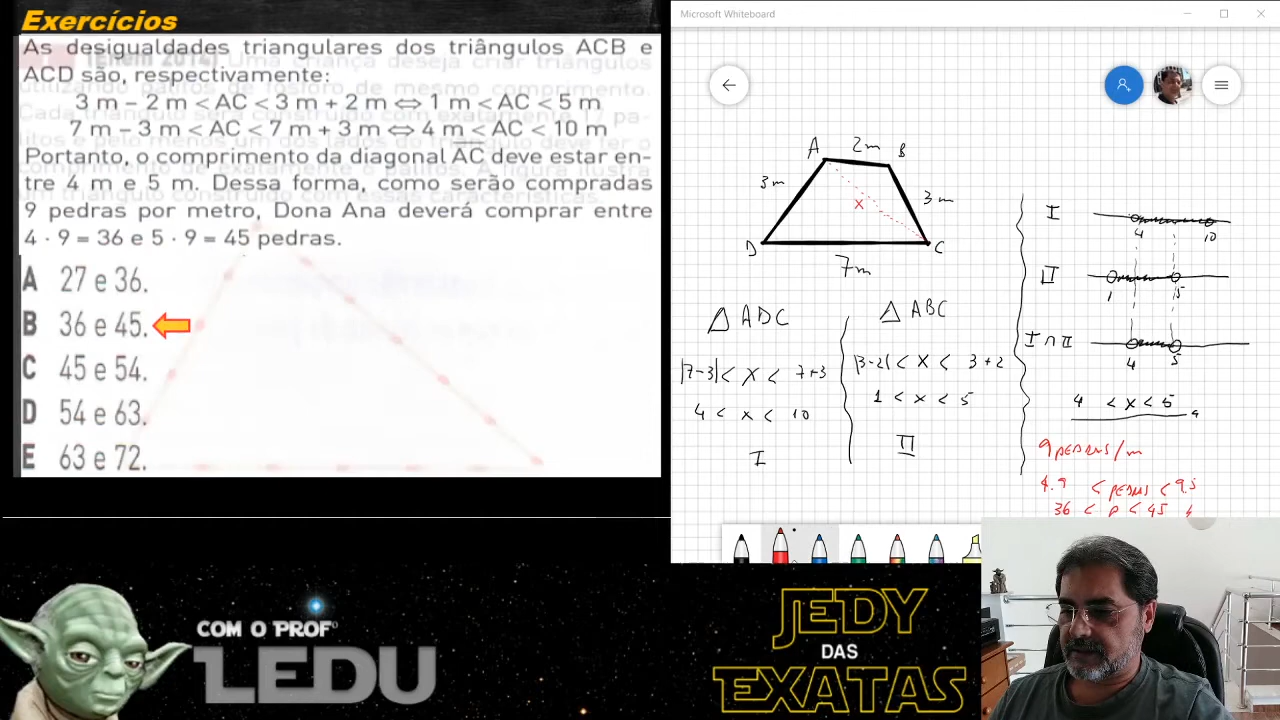 Exercícios
As desigualdades triangulares dos triângulos ACB e
ACD são, respectivamente:
3 m – 2 m < AC < 3 m + 2 m ⇔ 1 m < AC < 5 m
7 m – 3 m < AC < 7 m + 3 m ⇔ 4 m < AC < 10 m
Portanto, o comprimento da diagonal AC deve estar en-
tre 4 m e 5 m. Dessa forma, como serão compradas
9 pedras por metro, Dona Ana deverá comprar entre
4 · 9 = 36 e 5 · 9 = 45 pedras.
A 27 e 36.
B 36 e 45.
C 45 e 54.
D 54 e 63.
E 63 e 72.
Microsoft Whiteboard
A 2m B
3m
x
3m
D C
7m
△ ADC
|7-3| < x < 7+3
4 < x < 10
I
△ ABC
|3-2| < x < 3+2
1 < x < 5
II
I
4 10
II
1 5
I ∩ II
4 5
4 < x < 5
9 PEDRAS/m
4.9 < PEDRAS < 9.5
36 < P < 45
COM O PROFº
LEDU
JEDY
DAS
EXATAS